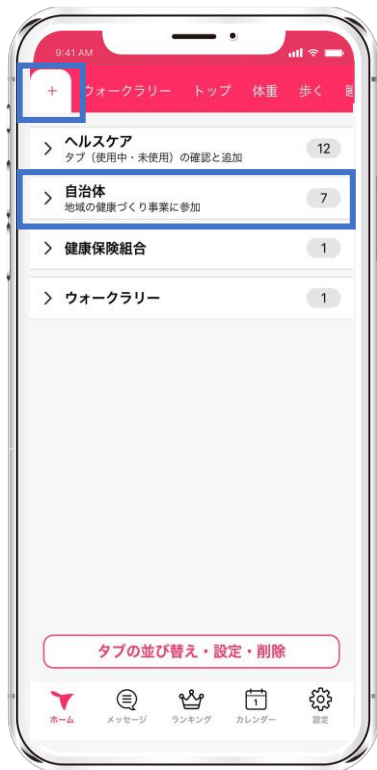 9:41 AM
+ ウォークラリー トップ 体重 歩く
ヘルスケア
タブ（使用中・未使用）の確認と追加
12
自治体
地域の健康づくり事業に参加
7
健康保険組合
1
ウォークラリー
1
タブの並び替え・設定・削除
1
ホーム メッセージ ランキング カレンダー 設定